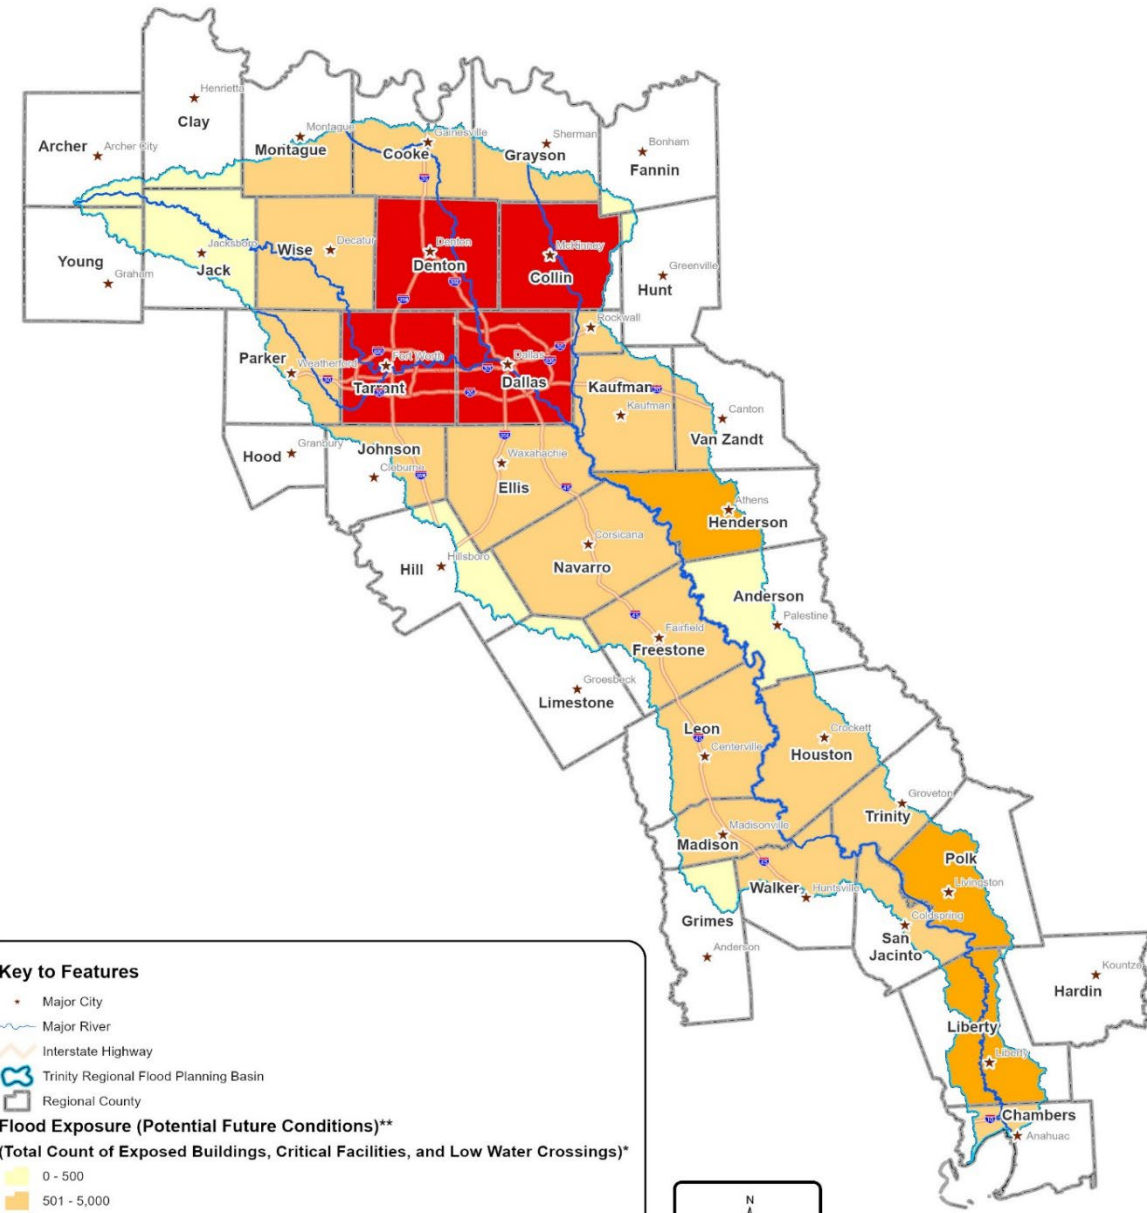 Henrietta
Clay
Archer
Archer City
Montague
Montague
Gainesville
Cooke
Sherman
Grayson
Bonham
Fannin
Young
Graham
Jacksboro
Jack
Wise
Decatur
Denton
Denton
McKinney
Collin
Greenville
Hunt
Rockwall
Parker
Weatherford
Fort Worth
Tarrant
Dallas
Dallas
Kaufman
Kaufman
Canton
Van Zandt
Hood
Granbury
Johnson
Cleburne
Waxahachie
Ellis
Athens
Henderson
Hill
Hillsboro
Corsicana
Navarro
Anderson
Palestine
Fairfield
Freestone
Groesbeck
Limestone
Leon
Centerville
Crockett
Houston
Groveton
Trinity
Madisonville
Madison
Polk
Livingston
Walker
Huntsville
Grimes
Anderson
Coldspring
San
Jacinto
Kountze
Hardin
Liberty
Liberty
Chambers
Anahuac
Key to Features
Major City
Major River
Interstate Highway
Trinity Regional Flood Planning Basin
Regional County
Flood Exposure (Potential Future Conditions)**
(Total Count of Exposed Buildings, Critical Facilities, and Low Water Crossings)*
0 - 500
501 - 5,000
N